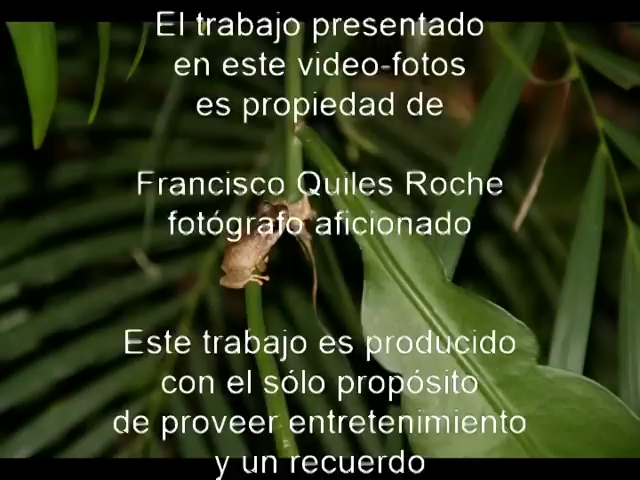 El trabajo presentado
en este video-fotos
es propiedad de
Francisco Quiles Roche
fotógrafo aficionado
Este trabajo es producido
con el sólo propósito
de proveer entretenimiento
y un recuerdo